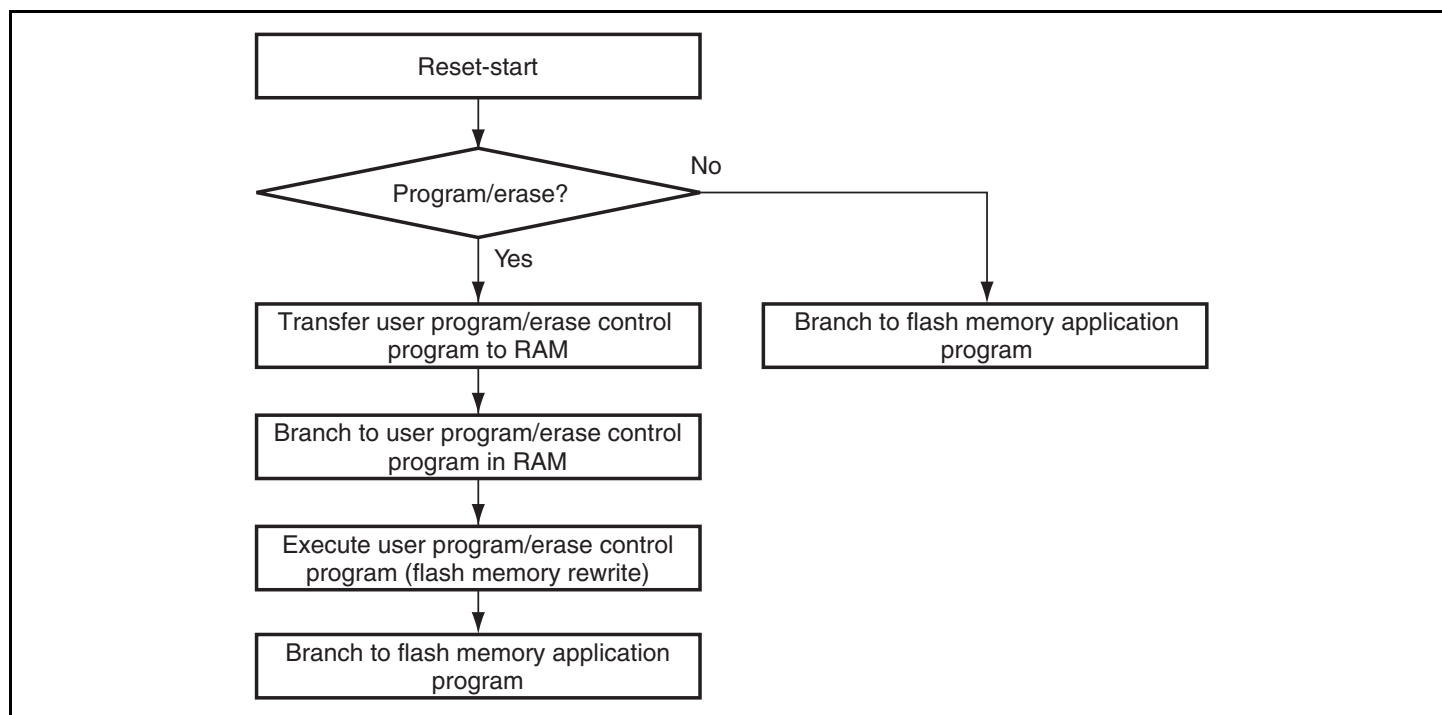 Reset-start
No
Program/erase?
Yes
Transfer user program/erase control
program to RAM
Branch to flash memory application
program
Branch to user program/erase control
program in RAM
Execute user program/erase control
program (flash memory rewrite)
Branch to flash memory application
program